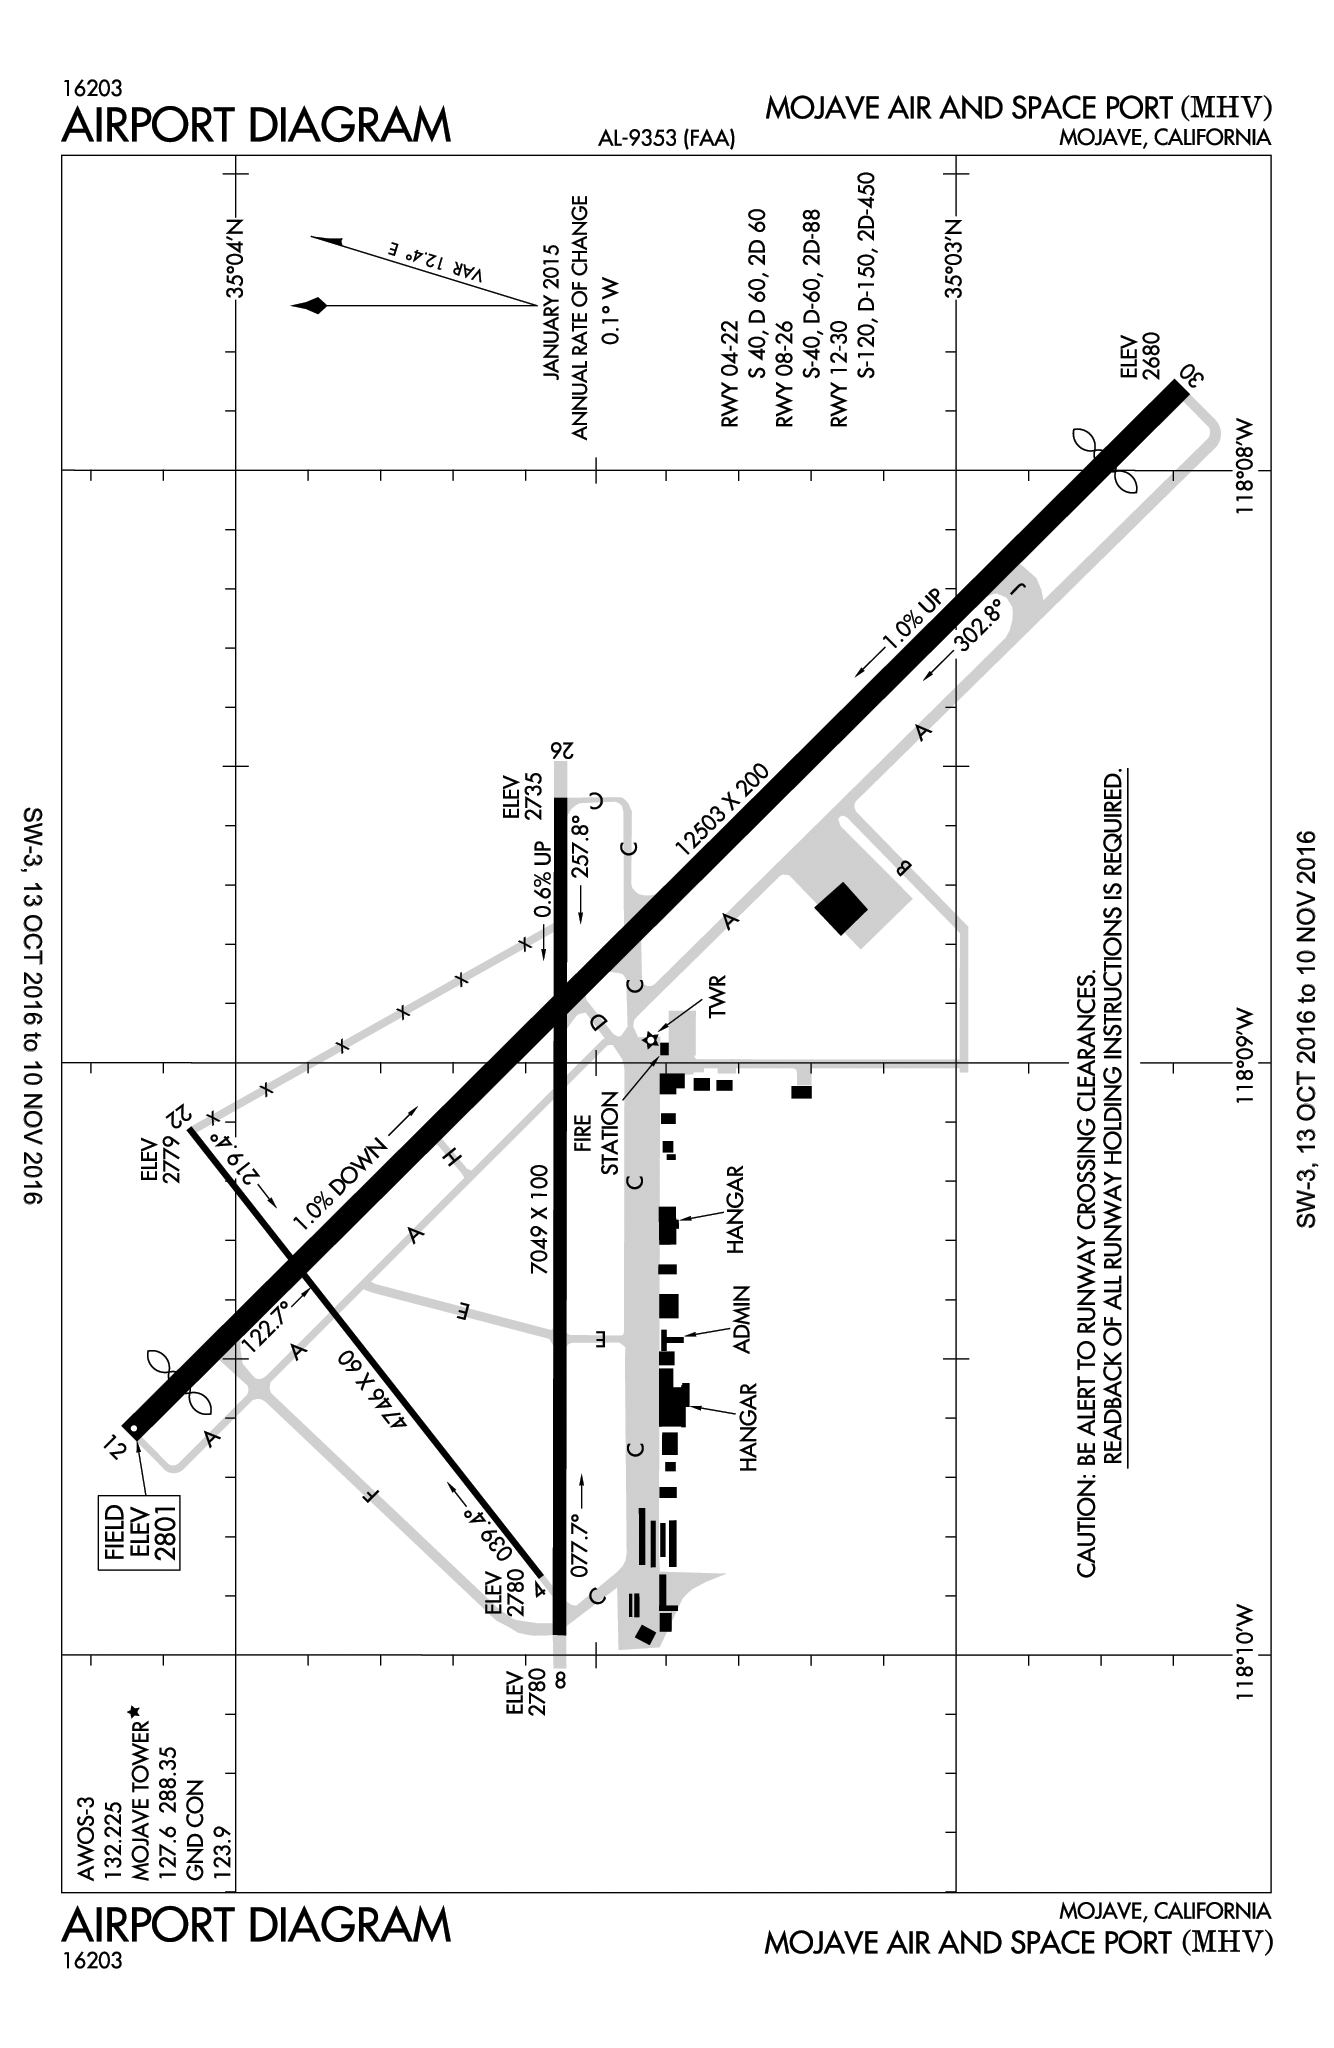 16203
AIRPORT DIAGRAM
AL-9353 (FAA)
MOJAVE AIR AND SPACE PORT (MHV)
MOJAVE, CALIFORNIA
35°04'N
VAR 12.4° E
JANUARY 2015
ANNUAL RATE OF CHANGE
0.1° W
RWY 04-22
S 40, D 60, 2D 60
RWY 08-26
S-40, D-60, 2D-88
RWY 12-30
S-120, D-150, 2D-450
35°03'N
ELEV
2680
30
118°08'W
J
1.0% UP
302.8°
A
12503 X 200
26
ELEV
2735
0.6% UP
257.8°
C
C
B
A
X
X
X
X
X
X
C
D
TWR
FIRE
STATION
118°09'W
22
ELEV
2779
219.4°
1.0% DOWN
H
A
7049 X 100
C
HANGAR
E
E
ADMIN
122.7°
A
4746 X 60
HANGAR
12
A
C
FIELD
ELEV
2801
F
039.4°
077.7°
4
ELEV
2780
C
ELEV
2780
8
118°10'W
CAUTION: BE ALERT TO RUNWAY CROSSING CLEARANCES.
READBACK OF ALL RUNWAY HOLDING INSTRUCTIONS IS REQUIRED.
AWOS-3
132.225
MOJAVE TOWER★
127.6 288.35
GND CON
123.9
SW-3, 13 OCT 2016 to 10 NOV 2016
SW-3, 13 OCT 2016 to 10 NOV 2016
AIRPORT DIAGRAM
16203
MOJAVE, CALIFORNIA
MOJAVE AIR AND SPACE PORT (MHV)